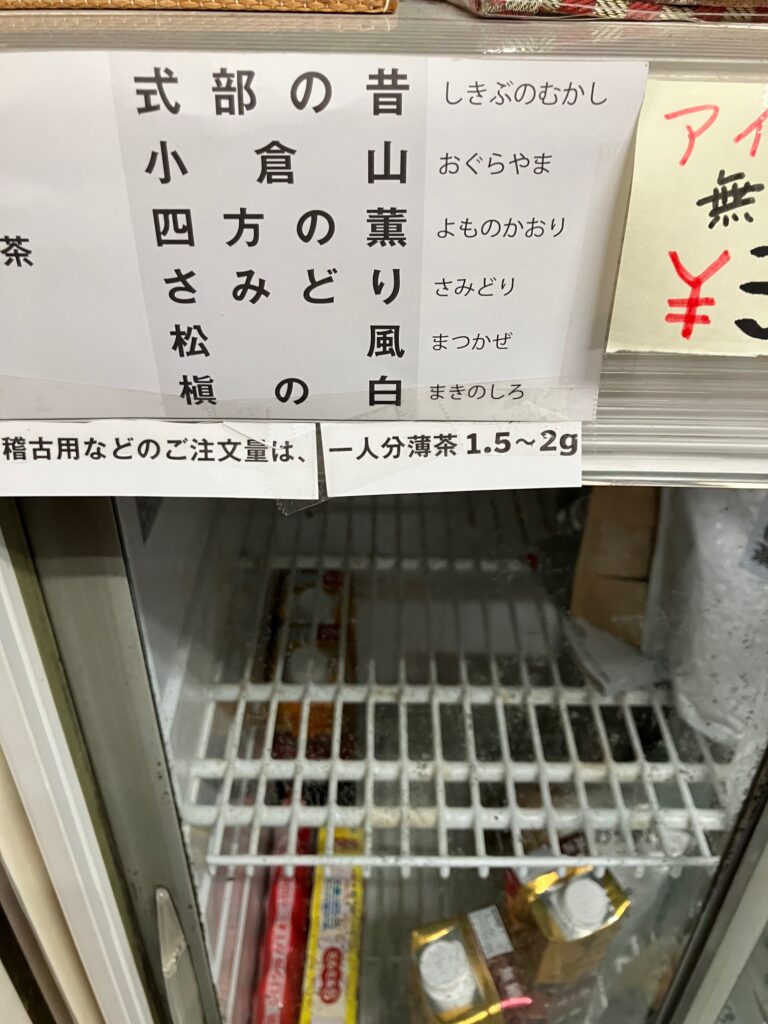 式部の昔 しきぶのむかし
小倉山 おぐらやま
四方の薫 よものかおり
さみどり さみどり
松風 まつかぜ
槇の白 まきのしろ
茶
稽古用などのご注文量は、一人分薄茶 1.5～2g
アイ
無
¥